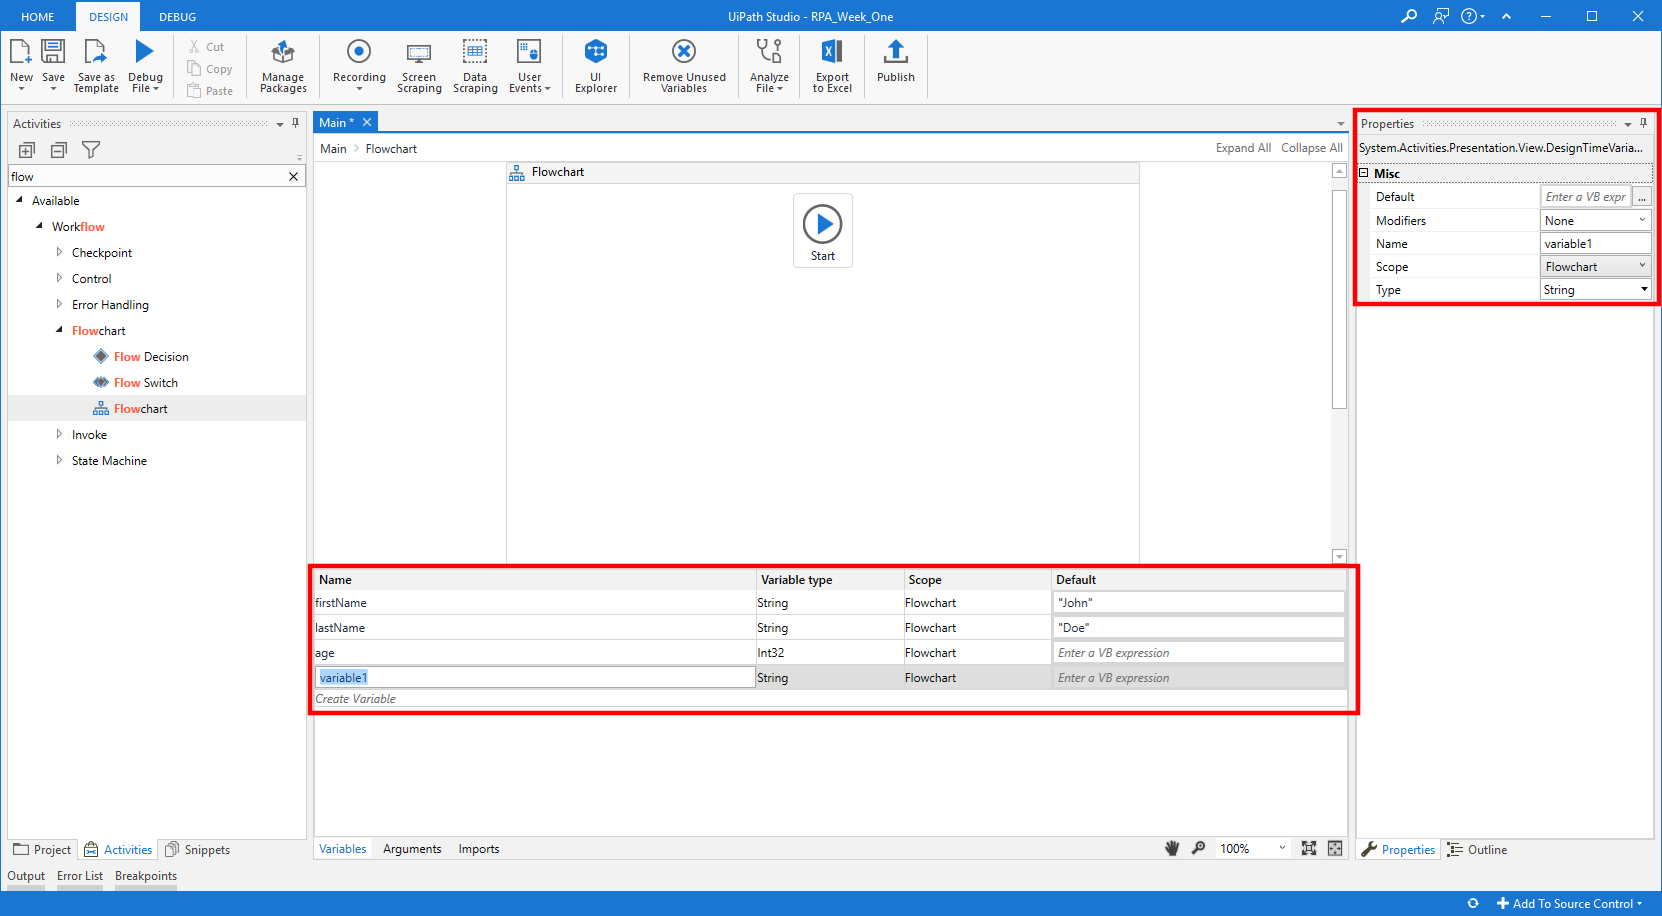 HOME DESIGN DEBUG
UiPath Studio - RPA_Week_One
New Save Save as Template Debug File
Cut
Copy
Paste
Manage Packages
Recording
Screen Scraping
Data Scraping
User Events
UI Explorer
Remove Unused Variables
Analyze File
Export to Excel
Publish
Activities
flow
Available
Workflow
Checkpoint
Control
Error Handling
Flowchart
Flow Decision
Flow Switch
Flowchart
Invoke
State Machine
Project Activities Snippets
Main *
Main > Flowchart
Expand All Collapse All
Flowchart
Start
Name Variable type Scope Default
firstName String Flowchart "John"
lastName String Flowchart "Doe"
age Int32 Flowchart Enter a VB expression
variable1 String Flowchart Enter a VB expression
Create Variable
Variables Arguments Imports
100%
Properties
System.Activities.Presentation.View.DesignTimeVaria...
Misc
Default Enter a VB expr ...
Modifiers None
Name variable1
Scope Flowchart
Type String
Properties Outline
Output Error List Breakpoints
Add To Source Control